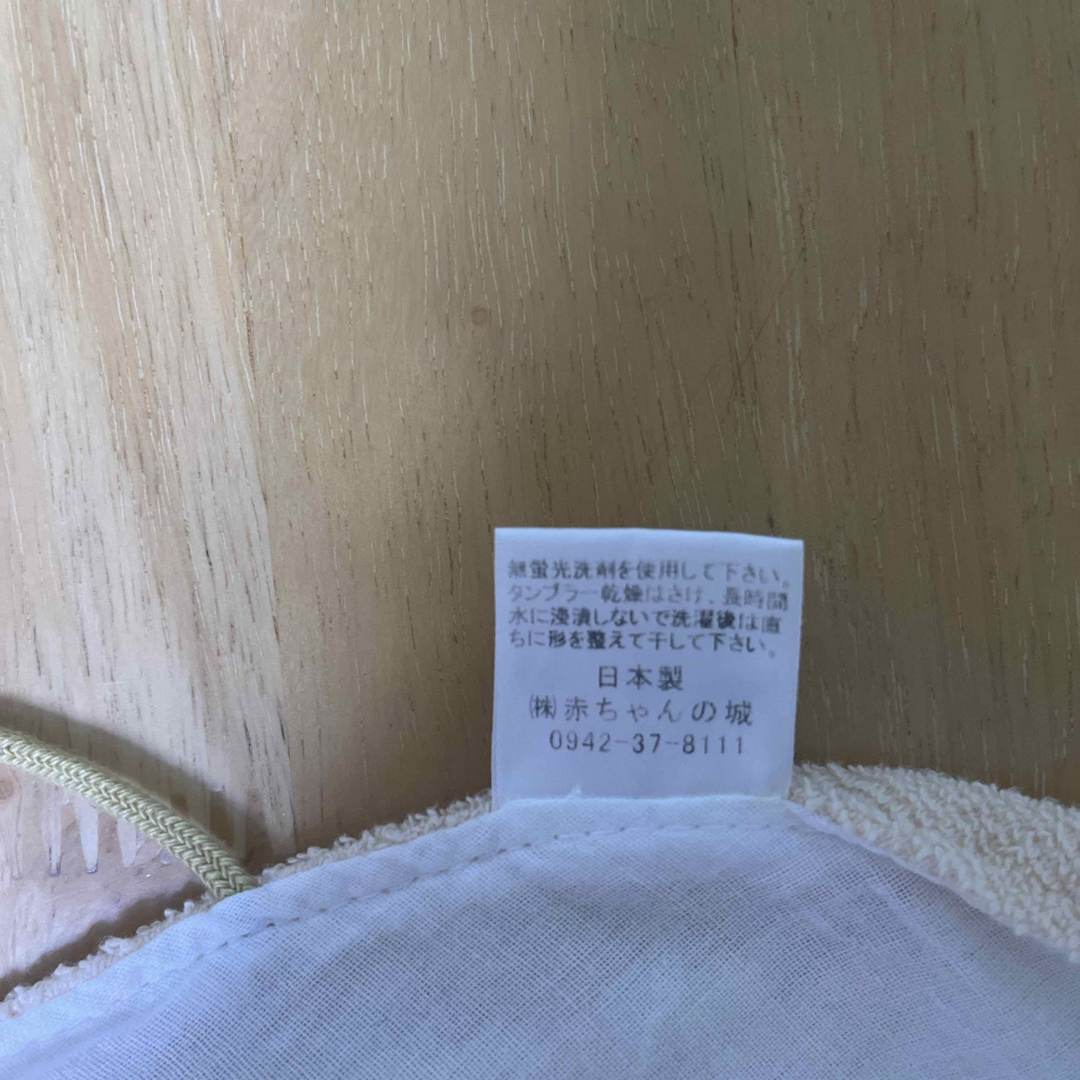 無蛍光洗剤を使用して下さい。
タンブラー乾燥はさけ、長時間
水に浸漬しないで洗濯後は直
ちに形を整えて干して下さい。
日本製
㈱赤ちゃんの城
0942-37-8111